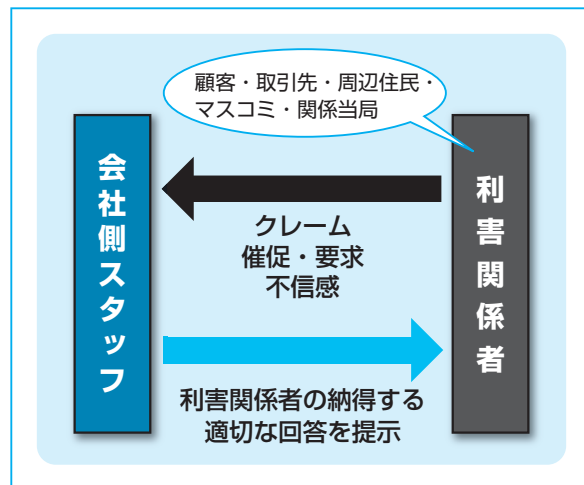 顧客・取引先・周辺住民・
マスコミ・関係当局
会社側スタッフ
利害関係者
クレーム
催促・要求
不信感
利害関係者の納得する
適切な回答を提示